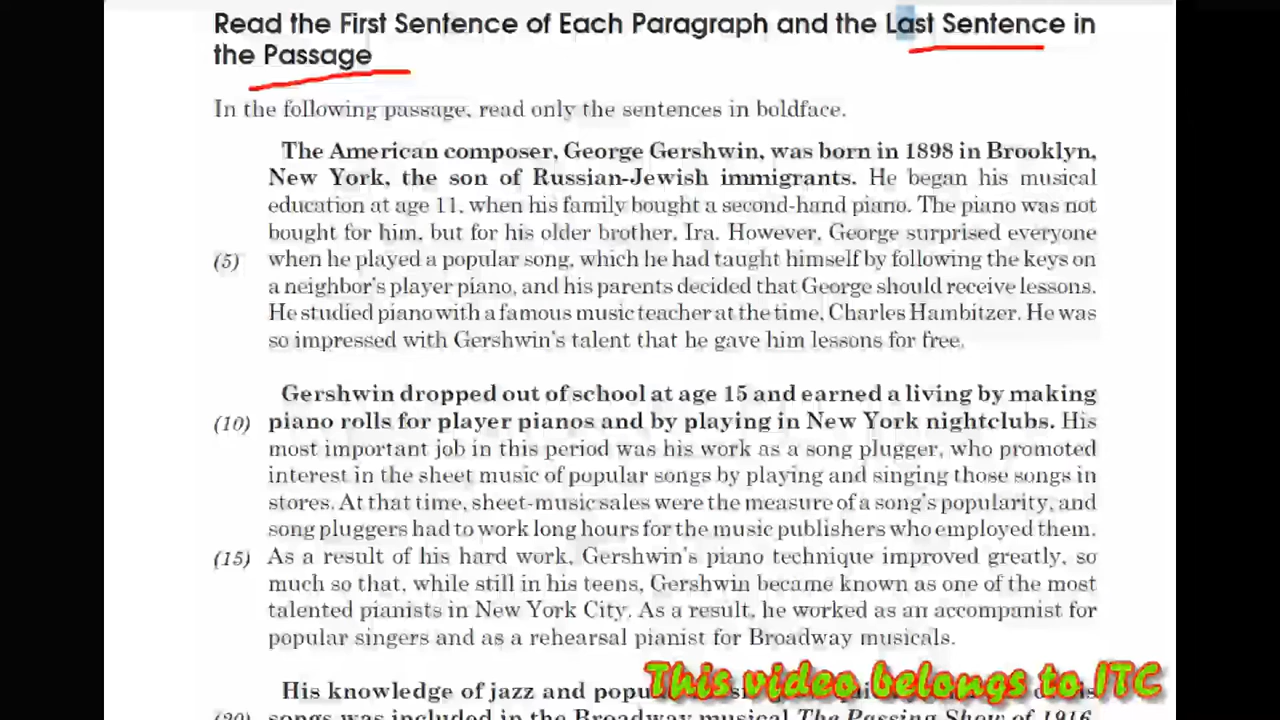 Read the First Sentence of Each Paragraph and the Last Sentence in
the Passage
In the following passage, read only the sentences in boldface.
The American composer, George Gershwin, was born in 1898 in Brooklyn,
New York, the son of Russian-Jewish immigrants. He began his musical
education at age 11, when his family bought a second-hand piano. The piano was not
bought for him, but for his older brother, Ira. However, George surprised everyone
(5) when he played a popular song, which he had taught himself by following the keys on
a neighbor's player piano, and his parents decided that George should receive lessons.
He studied piano with a famous music teacher at the time, Charles Hambitzer. He was
so impressed with Gershwin's talent that he gave him lessons for free.
Gershwin dropped out of school at age 15 and earned a living by making
(10) piano rolls for player pianos and by playing in New York nightclubs. His
most important job in this period was his work as a song plugger, who promoted
interest in the sheet music of popular songs by playing and singing those songs in
stores. At that time, sheet-music sales were the measure of a song's popularity, and
song pluggers had to work long hours for the music publishers who employed them.
(15) As a result of his hard work, Gershwin's piano technique improved greatly, so
much so that, while still in his teens, Gershwin became known as one of the most
talented pianists in New York City. As a result, he worked as an accompanist for
popular singers and as a rehearsal pianist for Broadway musicals.
His knowledge of jazz and
(20) songs was included in the Broadway musical The Passing Show of 1916.
This video belongs to ITC